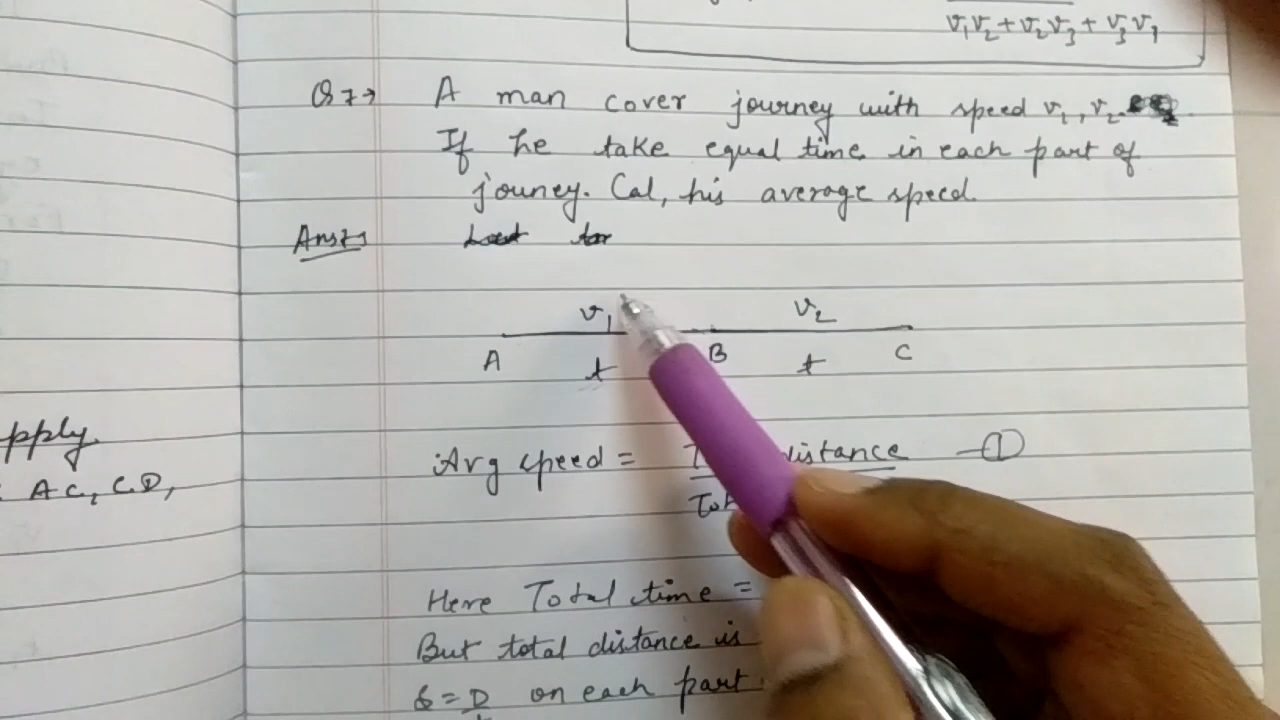 v₁v₂ + v₂v₃ + v₃v₁
Q7→ A man cover journey with speed v₁, v₂.
If he take equal time in each part of
jouney. Cal, his average speed.
Ans7→
v₁ v₂
A t B t C
pply.
Avg speed = distance —①
AC, CD,
Here Total time =
But total distance is
S = D on each part